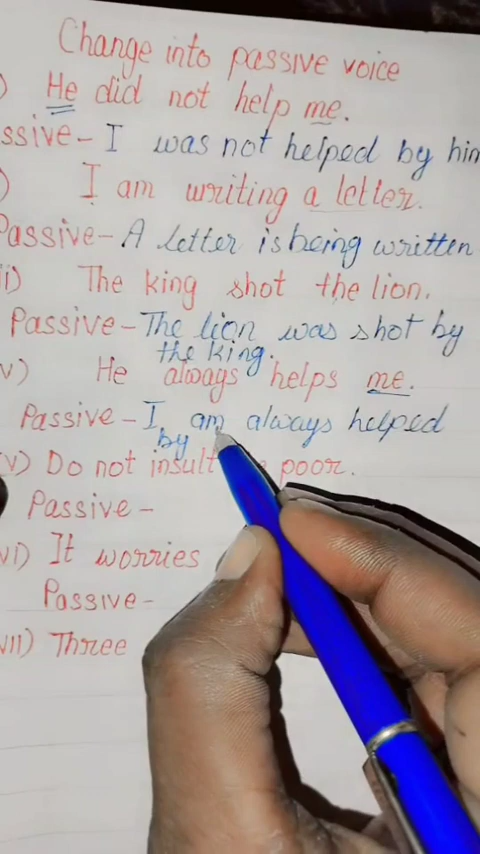 Change into passive voice
) He did not help me.
ssive- I was not helped by him
) I am writing a letter.
Passive- A letter is being written
ii) The king shot the lion.
Passive- The lion was shot by
the king.
v) He always helps me.
Passive- I am always helped
by
v) Do not insult poor.
Passive-
vi) It worries
Passive-
vii) Three